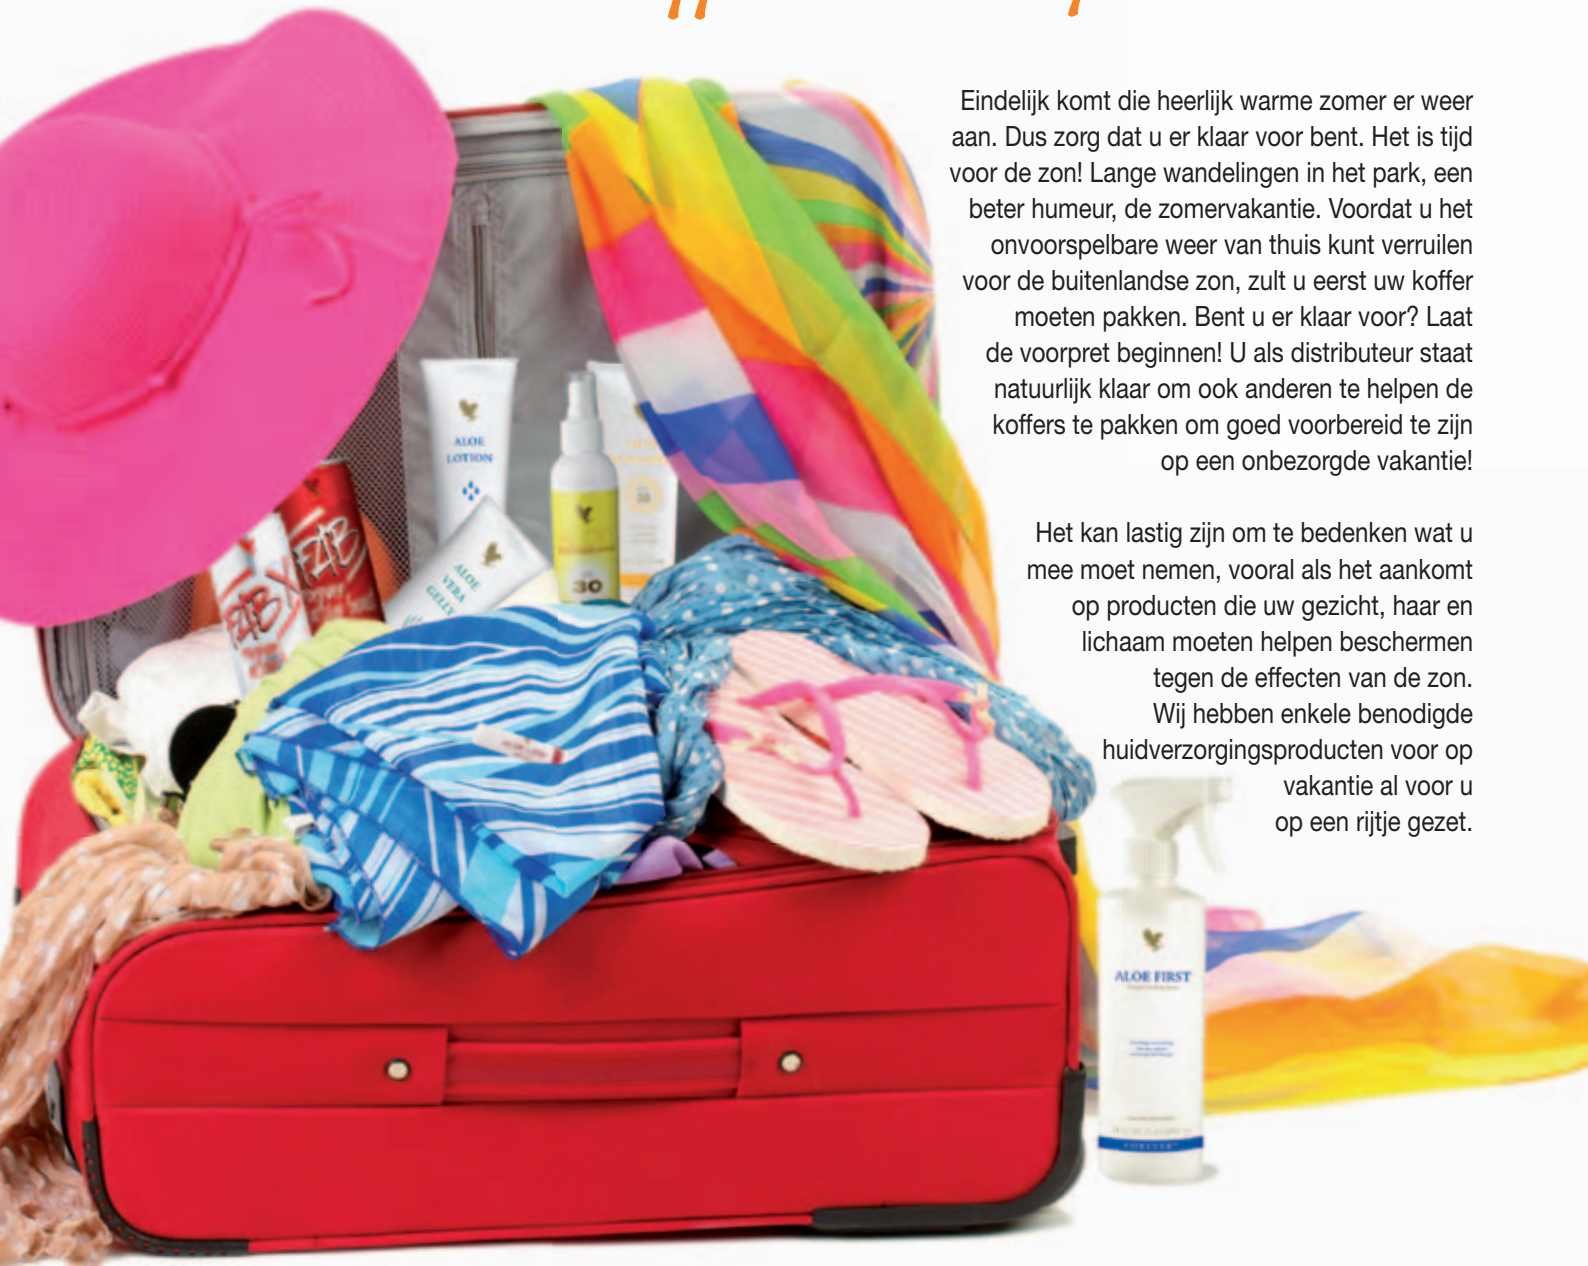 Eindelijk komt die heerlijk warme zomer er weer
aan. Dus zorg dat u er klaar voor bent. Het is tijd
voor de zon! Lange wandelingen in het park, een
beter humeur, de zomervakantie. Voordat u het
onvoorspelbare weer van thuis kunt verruilen
voor de buitenlandse zon, zult u eerst uw koffer
moeten pakken. Bent u er klaar voor? Laat
de voorpret beginnen! U als distributeur staat
natuurlijk klaar om ook anderen te helpen de
koffers te pakken om goed voorbereid te zijn
op een onbezorgde vakantie!
Het kan lastig zijn om te bedenken wat u
mee moet nemen, vooral als het aankomt
op producten die uw gezicht, haar en
lichaam moeten helpen beschermen
tegen de effecten van de zon.
Wij hebben enkele benodigde
huidverzorgingsproducten voor op
vakantie al voor u
op een rijtje gezet.
ALOE
LOTION
ALOE
VERA
GELLY
30
30
FAB X
FAB
ALOE FIRST
FOREVER